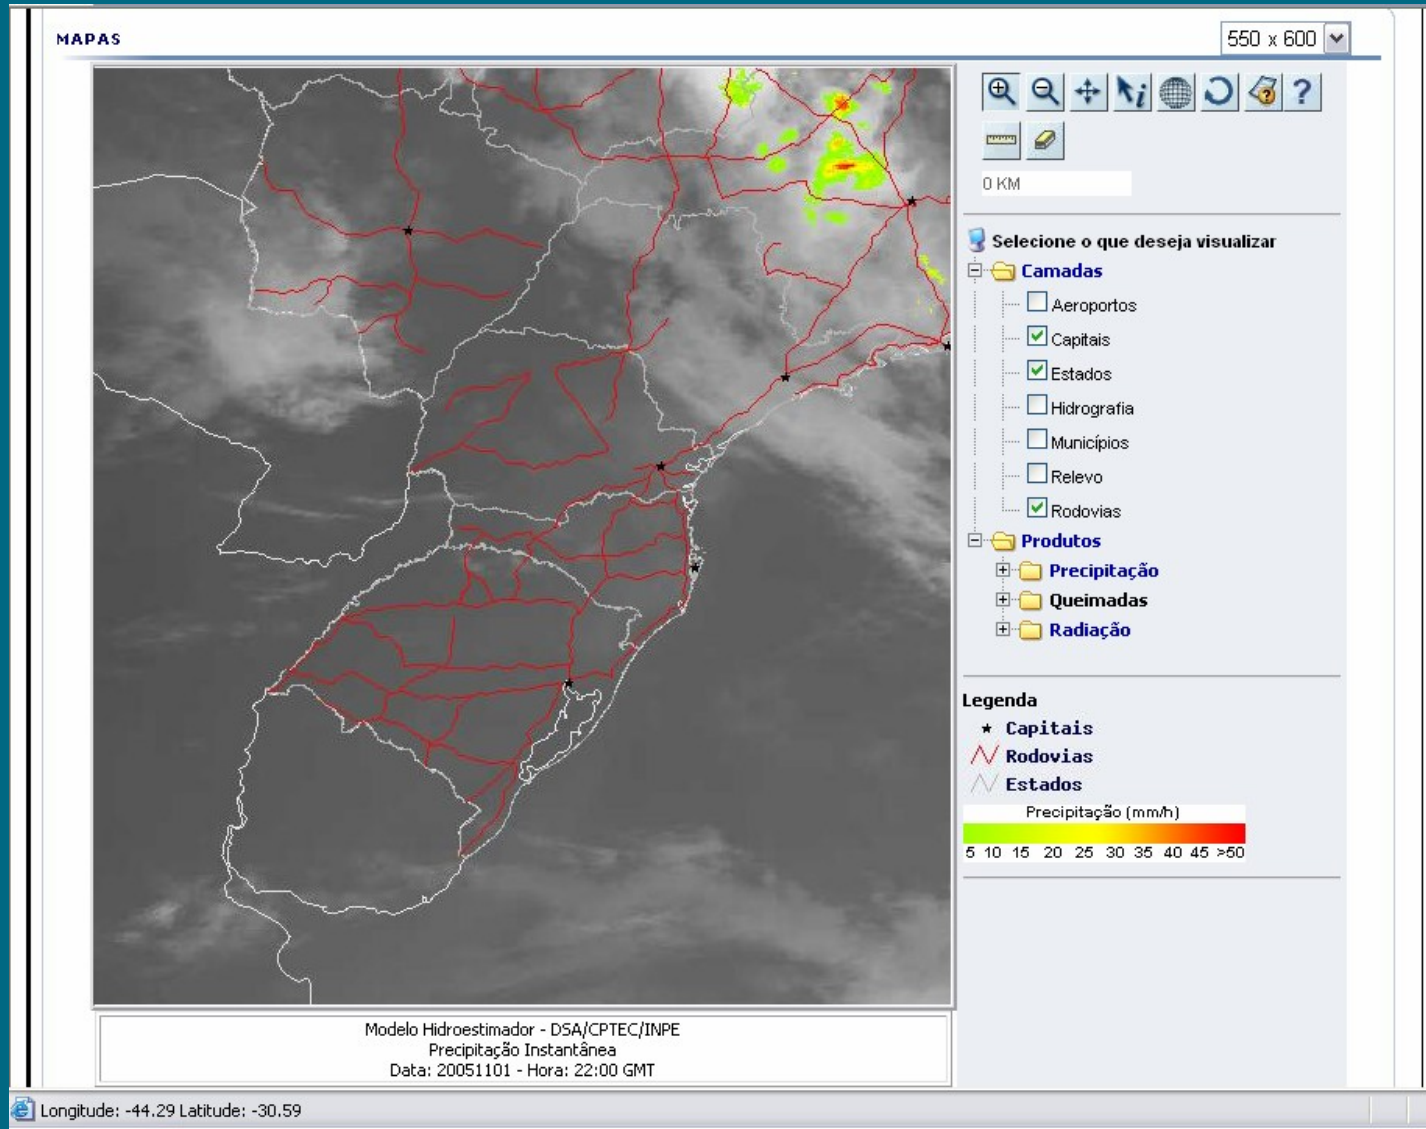 MAPAS
550 x 600
i
?
?
0 KM
Selecione o que deseja visualizar
Camadas
Aeroportos
Capitais
Estados
Hidrografia
Municípios
Relevo
Rodovias
Produtos
Precipitação
Queimadas
Radiação
Legenda
Capitais
Rodovias
Estados
Precipitação (mm/h)
5 10 15 20 25 30 35 40 45 >50
Modelo Hidroestimador - DSA/CPTEC/INPE
Precipitação Instantânea
Data: 20051101 - Hora: 22:00 GMT
Longitude: -44.29 Latitude: -30.59